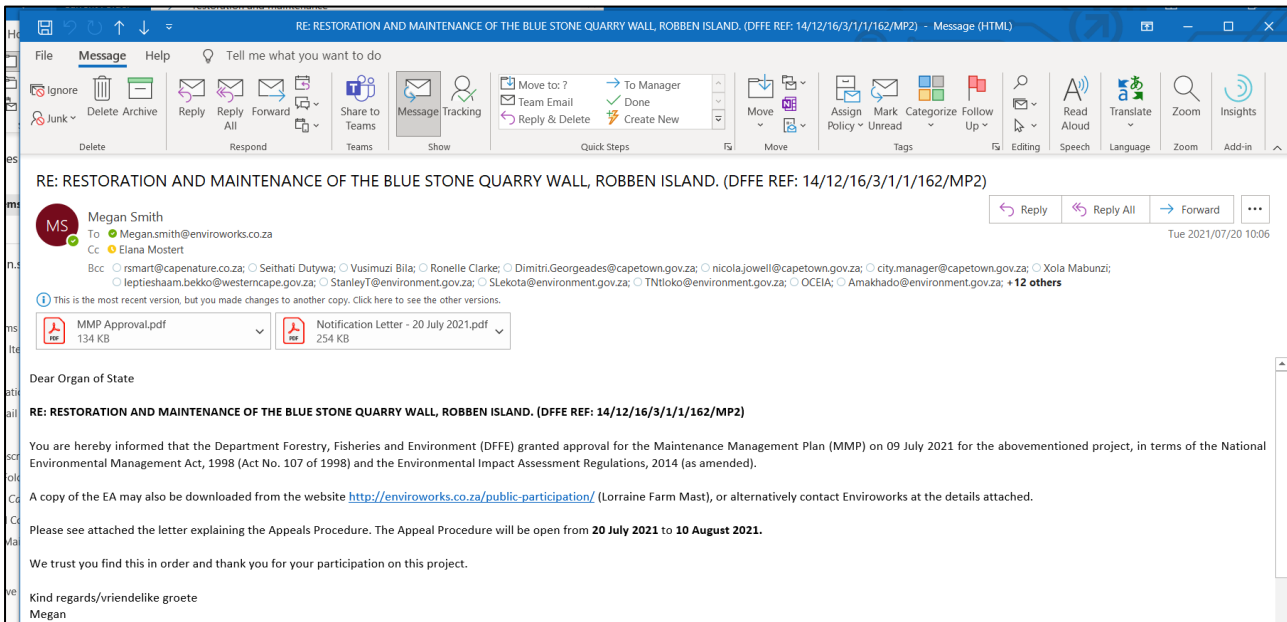 RE: RESTORATION AND MAINTENANCE OF THE BLUE STONE QUARRY WALL, ROBBEN ISLAND. (DFFE REF: 14/12/16/3/1/1/162/MP2) - Message (HTML)
File Message Help Tell me what you want to do
Ignore
Junk
Delete Archive
Reply Reply All Forward
Share to Teams
Message Tracking
Move to: ? To Manager
Team Email Done
Reply & Delete Create New
Move
Assign Policy Mark Unread Categorize Follow Up
Read Aloud
Translate
Zoom
Insights
Delete Respond Teams Show Quick Steps Move Tags Editing Speech Language Zoom Add-in
RE: RESTORATION AND MAINTENANCE OF THE BLUE STONE QUARRY WALL, ROBBEN ISLAND. (DFFE REF: 14/12/16/3/1/1/162/MP2)
Reply Reply All Forward
MS
Megan Smith
To Megan.smith@enviroworks.co.za
Tue 2021/07/20 10:06
Cc Elana Mostert
Bcc rsmart@capenature.co.za; Seithati Dutywa; Vusimuzi Bila; Ronelle Clarke; Dimitri.Georgeades@capetown.gov.za; nicola.jowell@capetown.gov.za; city.manager@capetown.gov.za; Xola Mabunzi;
leptieshaam.bekko@westerncape.gov.za; StanleyT@environment.gov.za; SLekota@environment.gov.za; TNtloko@environment.gov.za; OCEIA; Amakhado@environment.gov.za; +12 others
This is the most recent version, but you made changes to another copy. Click here to see the other versions.
MMP Approval.pdf
134 KB
Notification Letter - 20 July 2021.pdf
254 KB
Dear Organ of State
RE: RESTORATION AND MAINTENANCE OF THE BLUE STONE QUARRY WALL, ROBBEN ISLAND. (DFFE REF: 14/12/16/3/1/1/162/MP2)
You are hereby informed that the Department Forestry, Fisheries and Environment (DFFE) granted approval for the Maintenance Management Plan (MMP) on 09 July 2021 for the abovementioned project, in terms of the National
Environmental Management Act, 1998 (Act No. 107 of 1998) and the Environmental Impact Assessment Regulations, 2014 (as amended).
A copy of the EA may also be downloaded from the website http://enviroworks.co.za/public-participation/ (Lorraine Farm Mast), or alternatively contact Enviroworks at the details attached.
Please see attached the letter explaining the Appeals Procedure. The Appeal Procedure will be open from 20 July 2021 to 10 August 2021.
We trust you find this in order and thank you for your participation on this project.
Kind regards/vriendelike groete
Megan